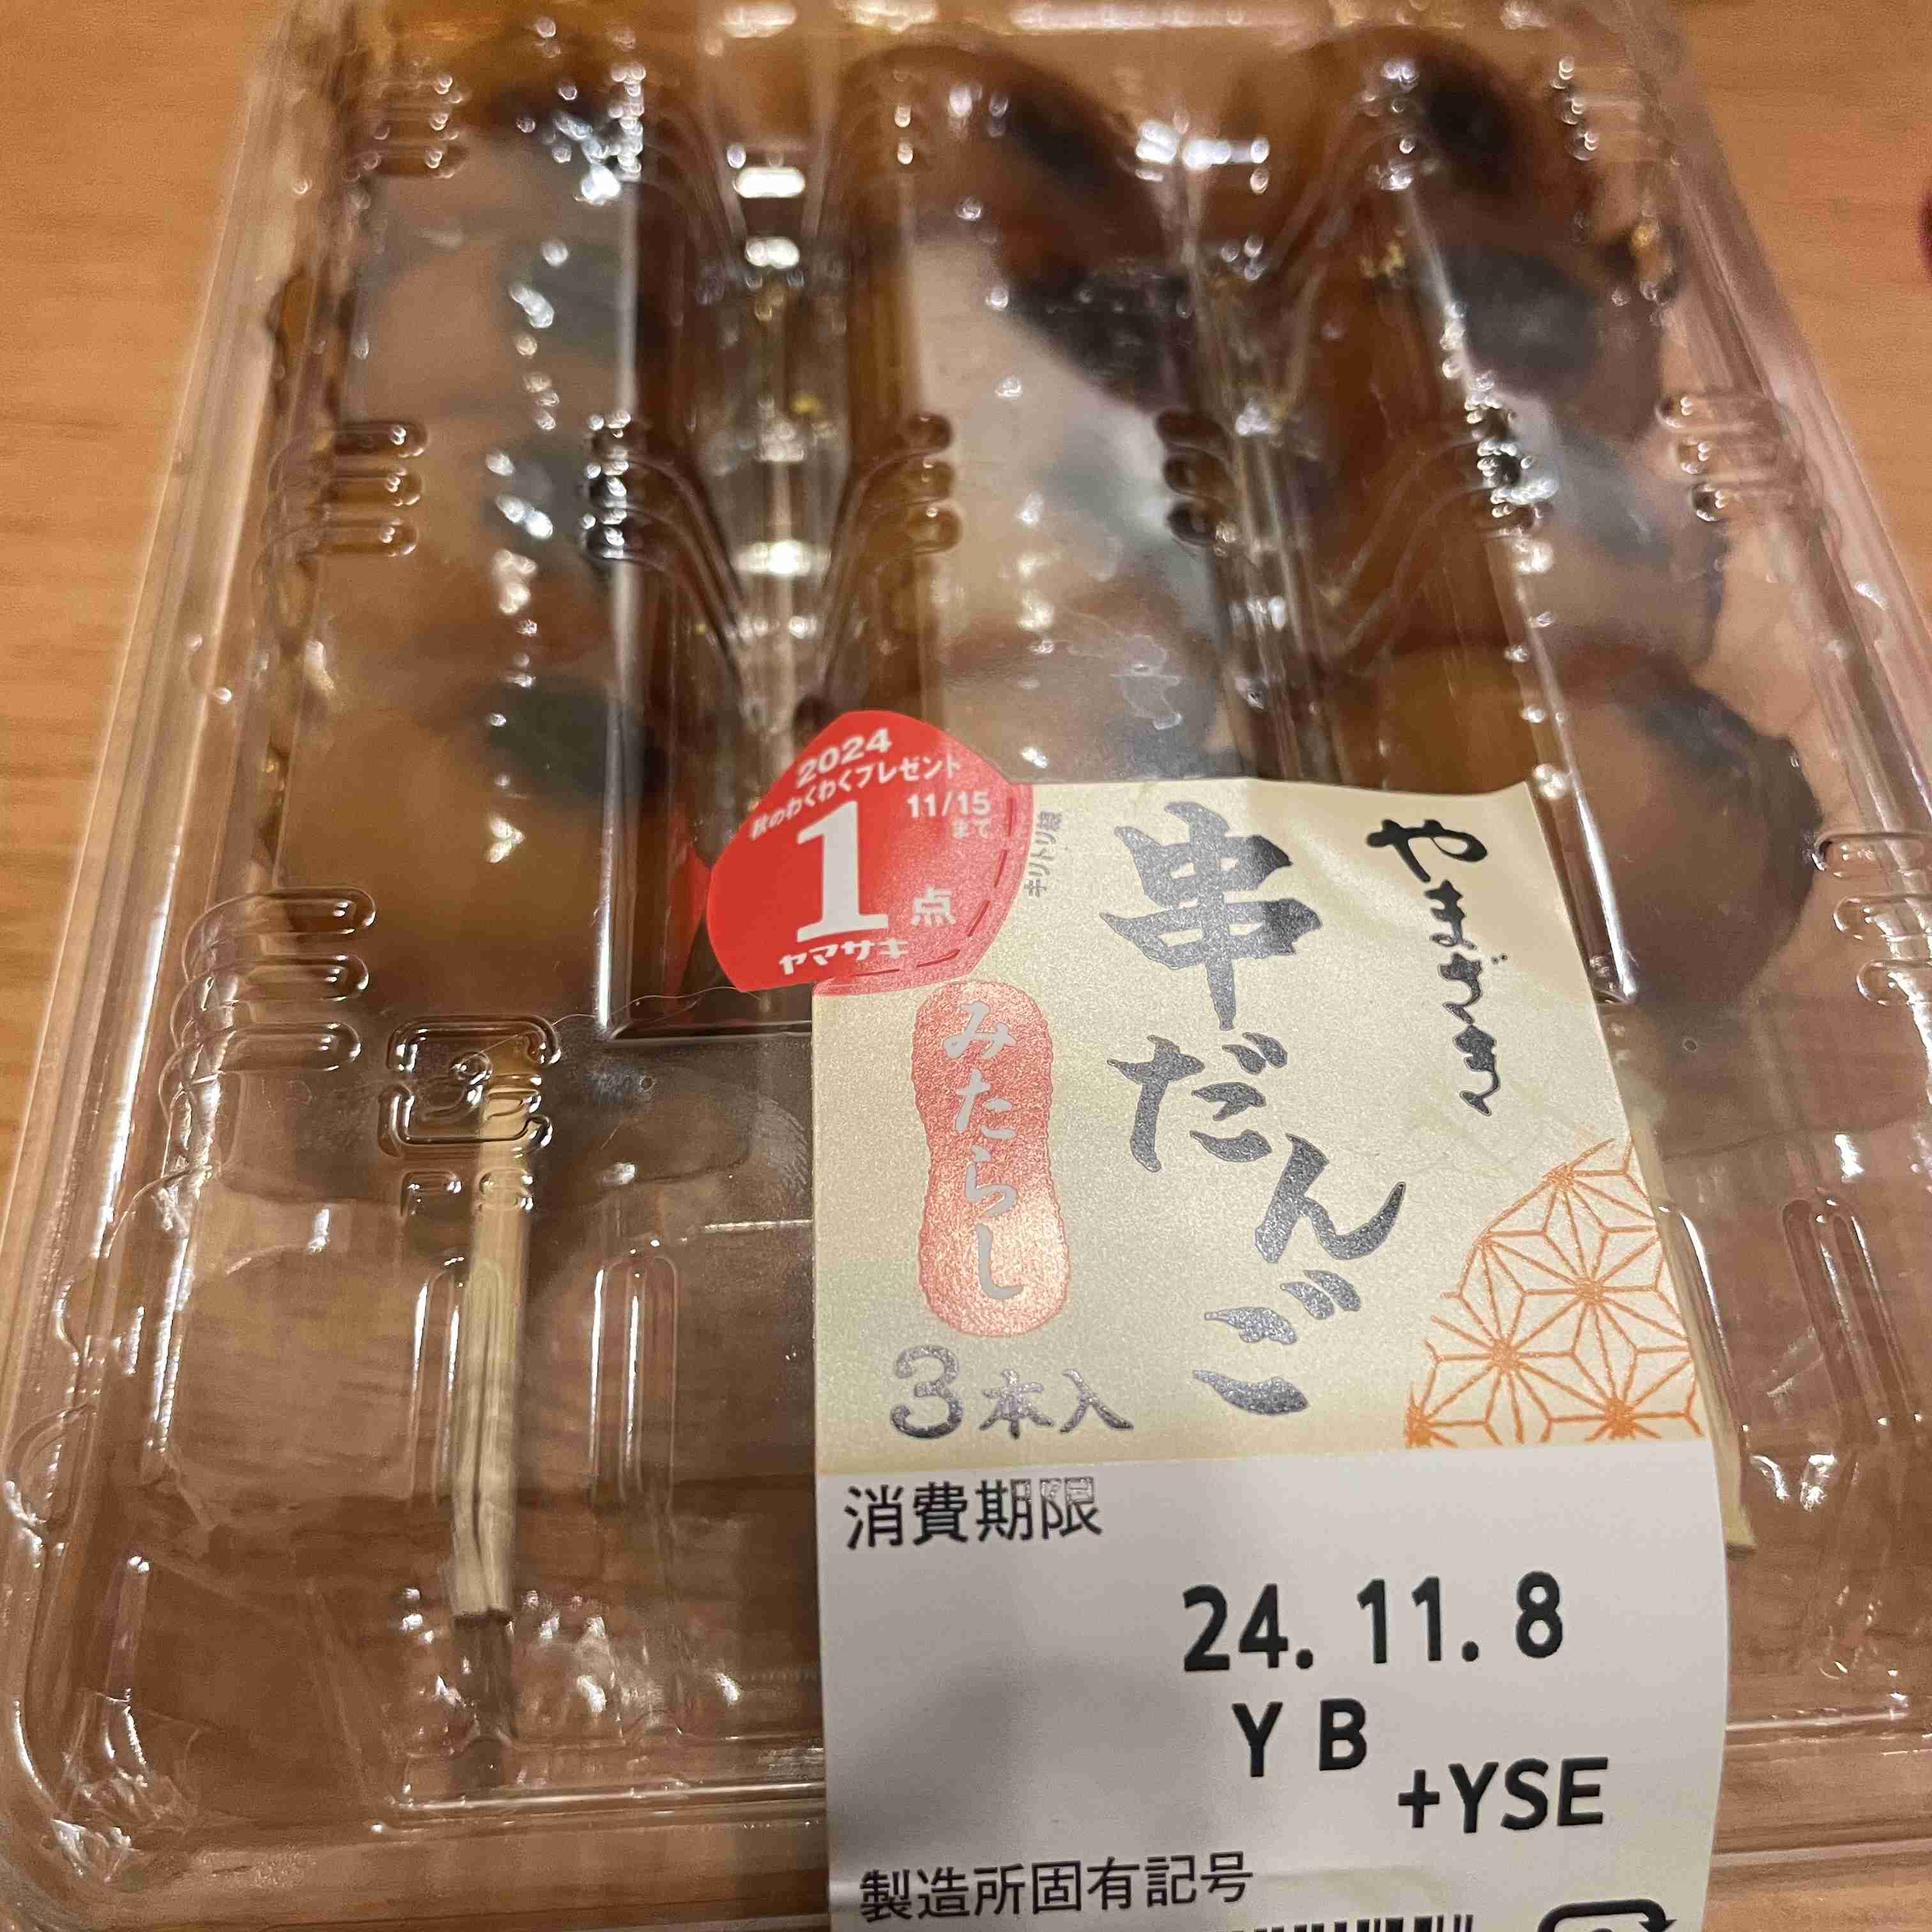 2024
秋のわくわくプレゼント
11/15
まで
1点
ヤマザキ
キリトリ線
やまざき
串だんご
みたらし
3本入
消費期限
24. 11. 8
Y B
+YSE
製造所固有記号